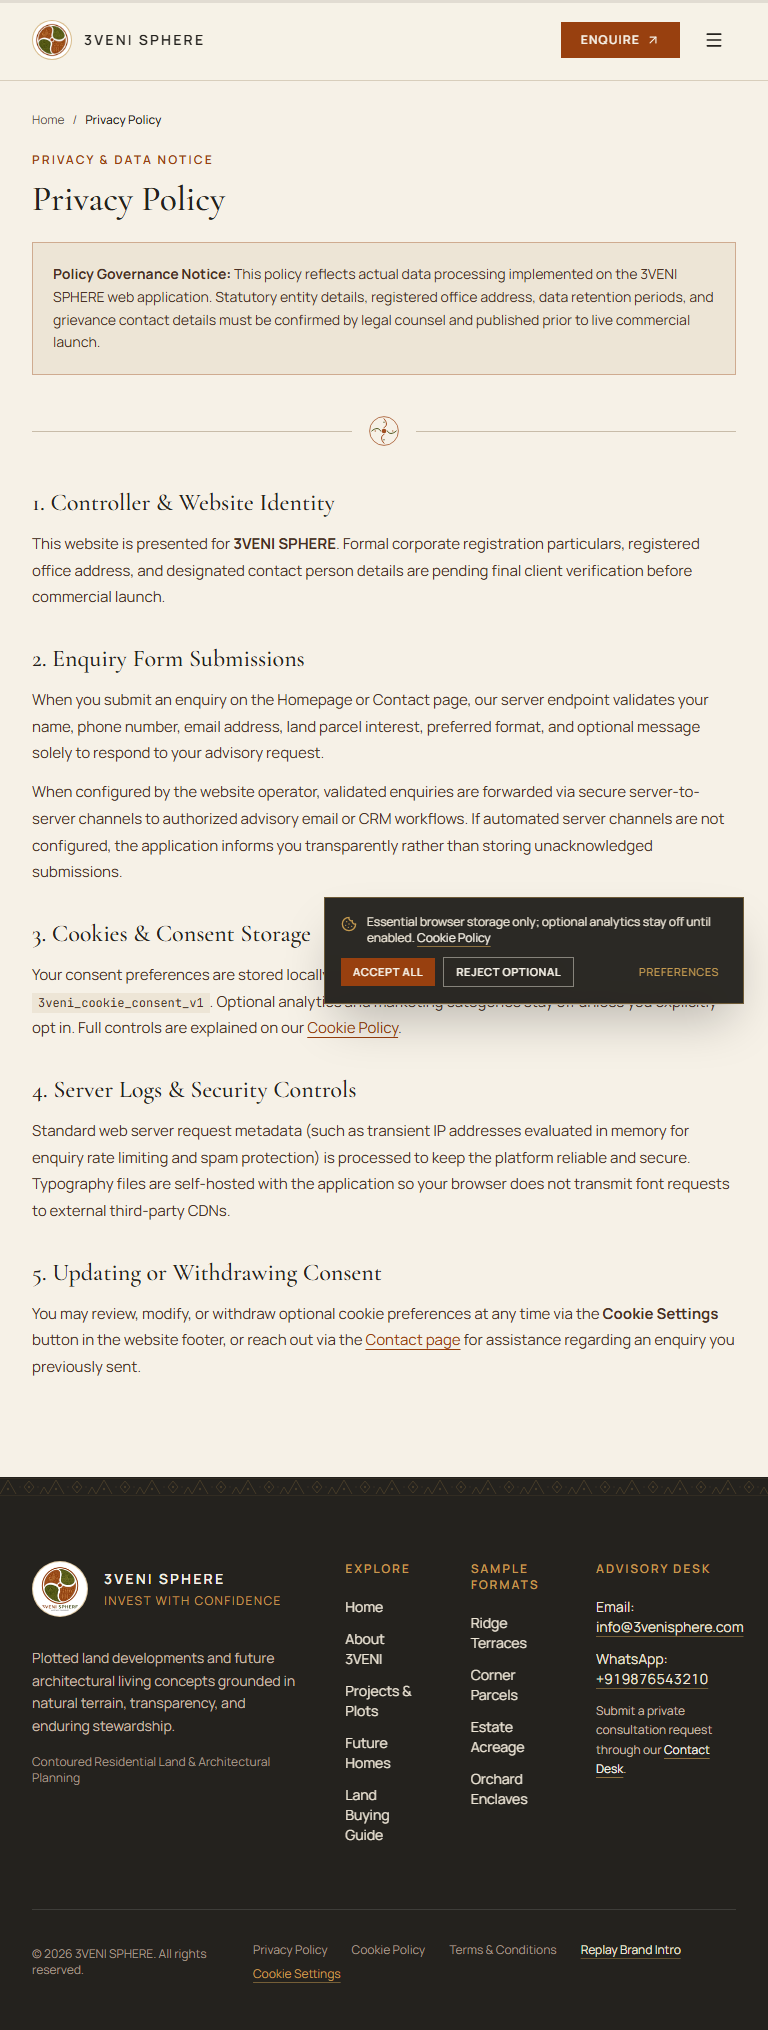 3VENI SPHERE
ENQUIRE
Home / Privacy Policy
PRIVACY & DATA NOTICE
Privacy Policy
Policy Governance Notice: This policy reflects actual data processing implemented on the 3VENI
SPHERE web application. Statutory entity details, registered office address, data retention periods, and
grievance contact details must be confirmed by legal counsel and published prior to live commercial
launch.
1. Controller & Website Identity
This website is presented for 3VENI SPHERE. Formal corporate registration particulars, registered
office address, and designated contact person details are pending final client verification before
commercial launch.
2. Enquiry Form Submissions
When you submit an enquiry on the Homepage or Contact page, our server endpoint validates your
name, phone number, email address, land parcel interest, preferred format, and optional message
solely to respond to your advisory request.
When configured by the website operator, validated enquiries are forwarded via secure server-to-
server channels to authorized advisory email or CRM workflows. If automated server channels are not
configured, the application informs you transparently rather than storing unacknowledged
submissions.
3. Cookies & Consent Storage
Your consent preferences are stored locally
3veni_cookie_consent_v1 . Optional analytics and marketing categories stay off unless you explicitly
opt in. Full controls are explained on our Cookie Policy.
Essential browser storage only; optional analytics stay off until
enabled. Cookie Policy
ACCEPT ALL REJECT OPTIONAL PREFERENCES
4. Server Logs & Security Controls
Standard web server request metadata (such as transient IP addresses evaluated in memory for
enquiry rate limiting and spam protection) is processed to keep the platform reliable and secure.
Typography files are self-hosted with the application so your browser does not transmit font requests
to external third-party CDNs.
5. Updating or Withdrawing Consent
You may review, modify, or withdraw optional cookie preferences at any time via the Cookie Settings
button in the website footer, or reach out via the Contact page for assistance regarding an enquiry you
previously sent.
3VENI SPHERE
INVEST WITH CONFIDENCE
Plotted land developments and future
architectural living concepts grounded in
natural terrain, transparency, and
enduring stewardship.
Contoured Residential Land & Architectural
Planning
EXPLORE
Home
About
3VENI
Projects &
Plots
Future
Homes
Land
Buying
Guide
SAMPLE
FORMATS
Ridge
Terraces
Corner
Parcels
Estate
Acreage
Orchard
Enclaves
ADVISORY DESK
Email:
info@3venisphere.com
WhatsApp:
+919876543210
Submit a private
consultation request
through our Contact
Desk.
© 2026 3VENI SPHERE. All rights
reserved.
Privacy Policy Cookie Policy Terms & Conditions Replay Brand Intro
Cookie Settings